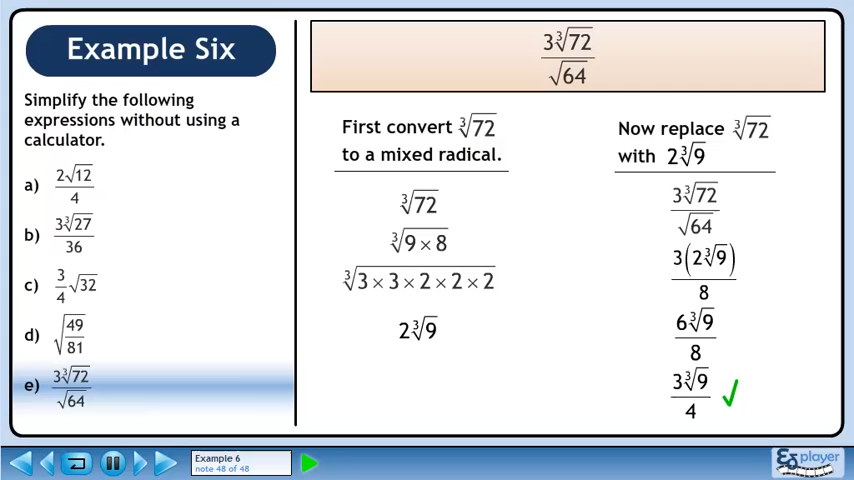 Example Six
Simplify the following
expressions without using a
calculator.
a) 2√12/4
b) 3∛27/36
c) 3/4 √32
d) √(49/81)
e) 3∛72/√64
3∛72/√64
First convert ∛72
to a mixed radical.
∛72
∛(9 × 8)
∛(3 × 3 × 2 × 2 × 2)
2∛9
Now replace ∛72
with 2∛9
3∛72/√64
3(2∛9)/8
6∛9/8
3∛9/4 ✓
Example 6
note 48 of 48
player